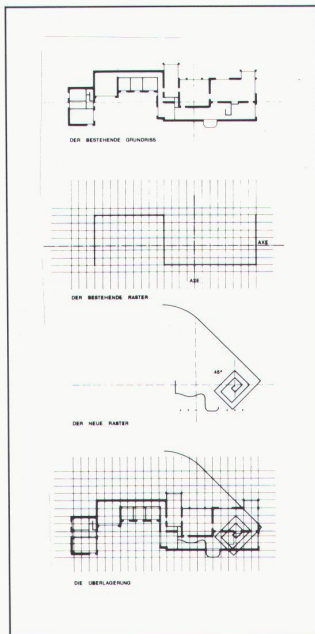 DER BESTEHENDE GRUNDRISS
AXE
AXE
DER BESTEHENDE RASTER
45°
DER NEUE RASTER
DIE ÜBERLAGERUNG